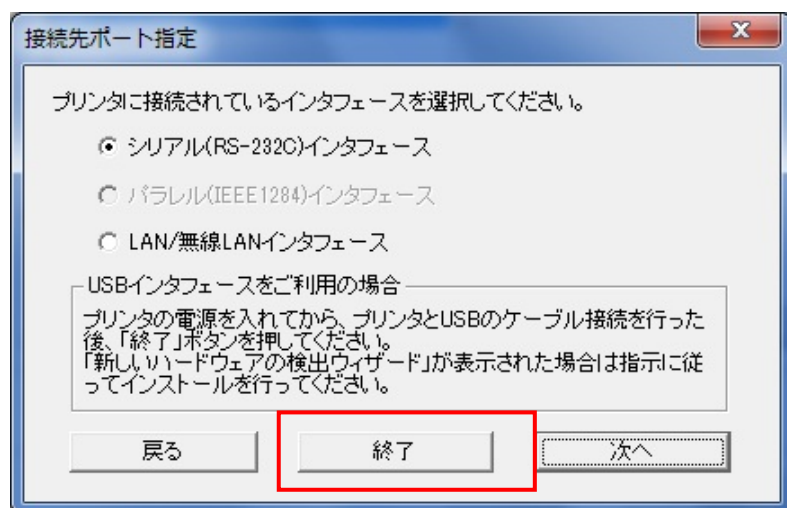 接続先ポート指定
プリンタに接続されているインタフェースを選択してください。
シリアル(RS-232C)インタフェース
パラレル(IEEE1284)インタフェース
LAN/無線LANインタフェース
USBインタフェースをご利用の場合
プリンタの電源を入れてから、プリンタとUSBのケーブル接続を行った
後、「終了」ボタンを押してください。
「新しいハードウェアの検出ウィザード」が表示された場合は指示に従
ってインストールを行ってください。
戻る 終了 次へ